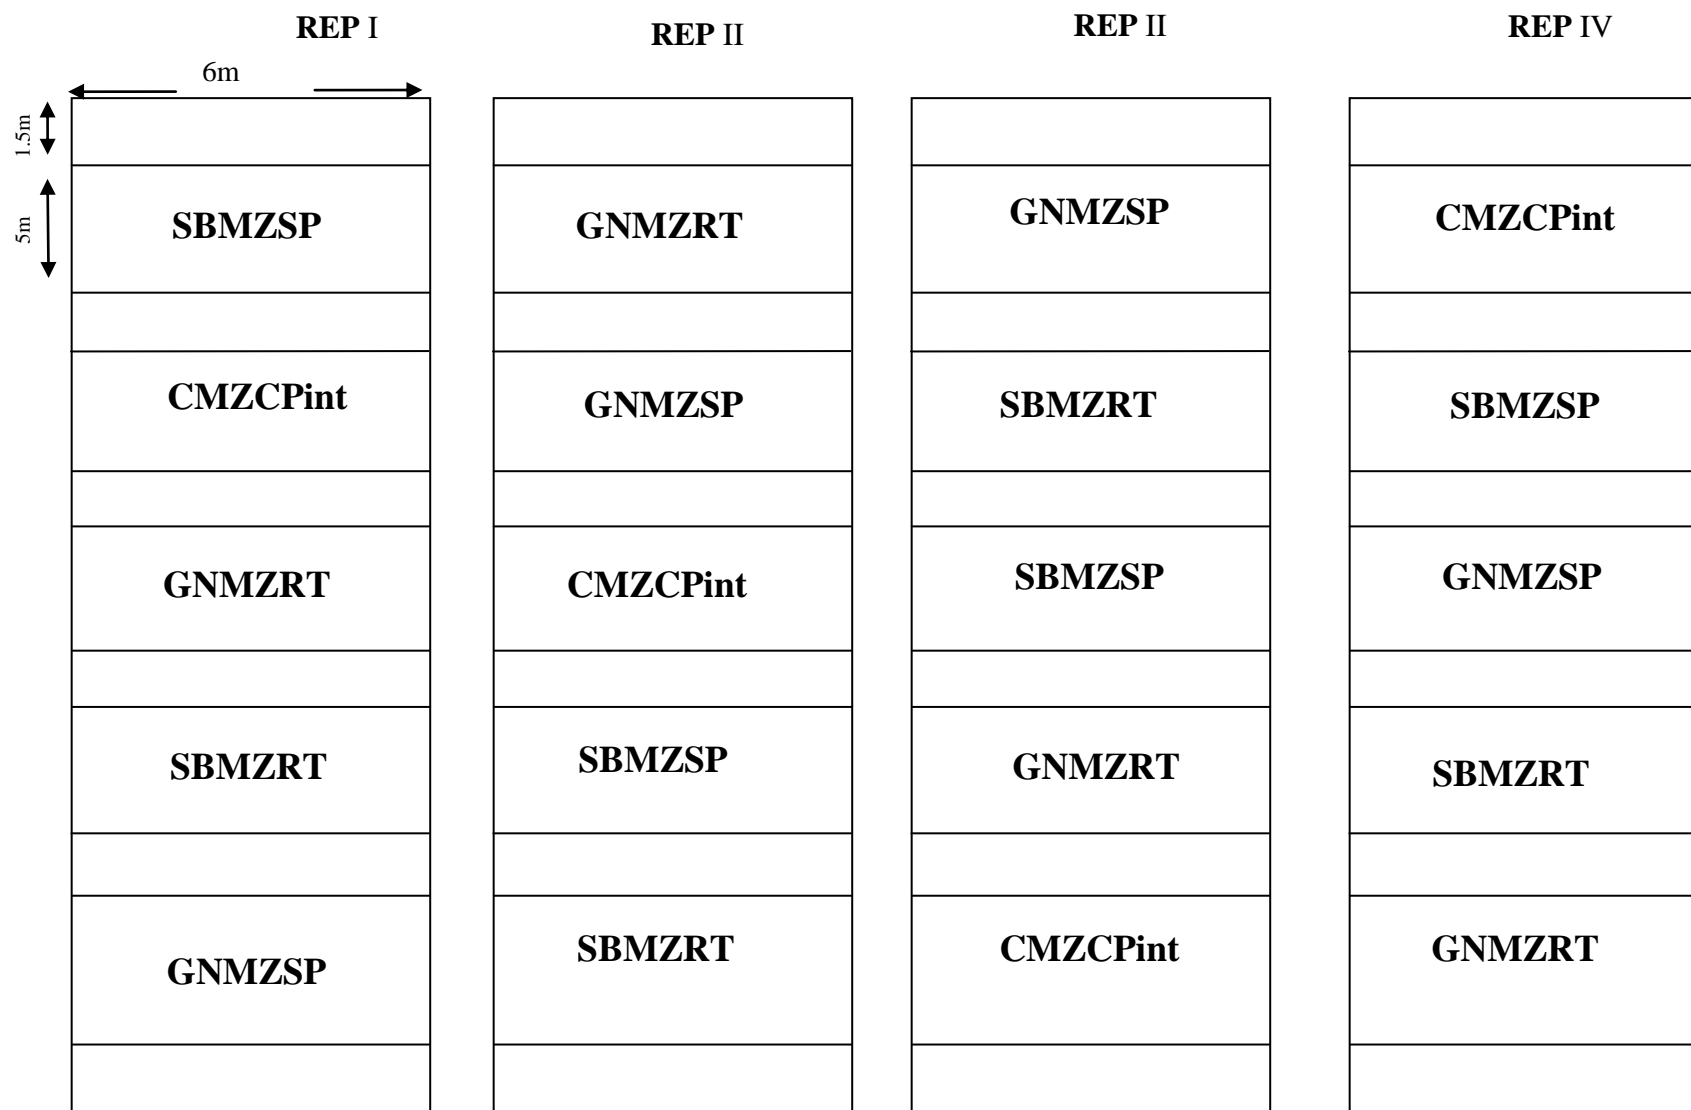 REP I
REP II
REP II
REP IV
6m
1.5m
5m
SBMZSP
GNMZRT
GNMZSP
CMZCPint
CMZCPint
GNMZSP
SBMZRT
SBMZSP
GNMZRT
CMZCPint
SBMZSP
GNMZSP
SBMZRT
SBMZSP
GNMZRT
SBMZRT
GNMZSP
SBMZRT
CMZCPint
GNMZRT